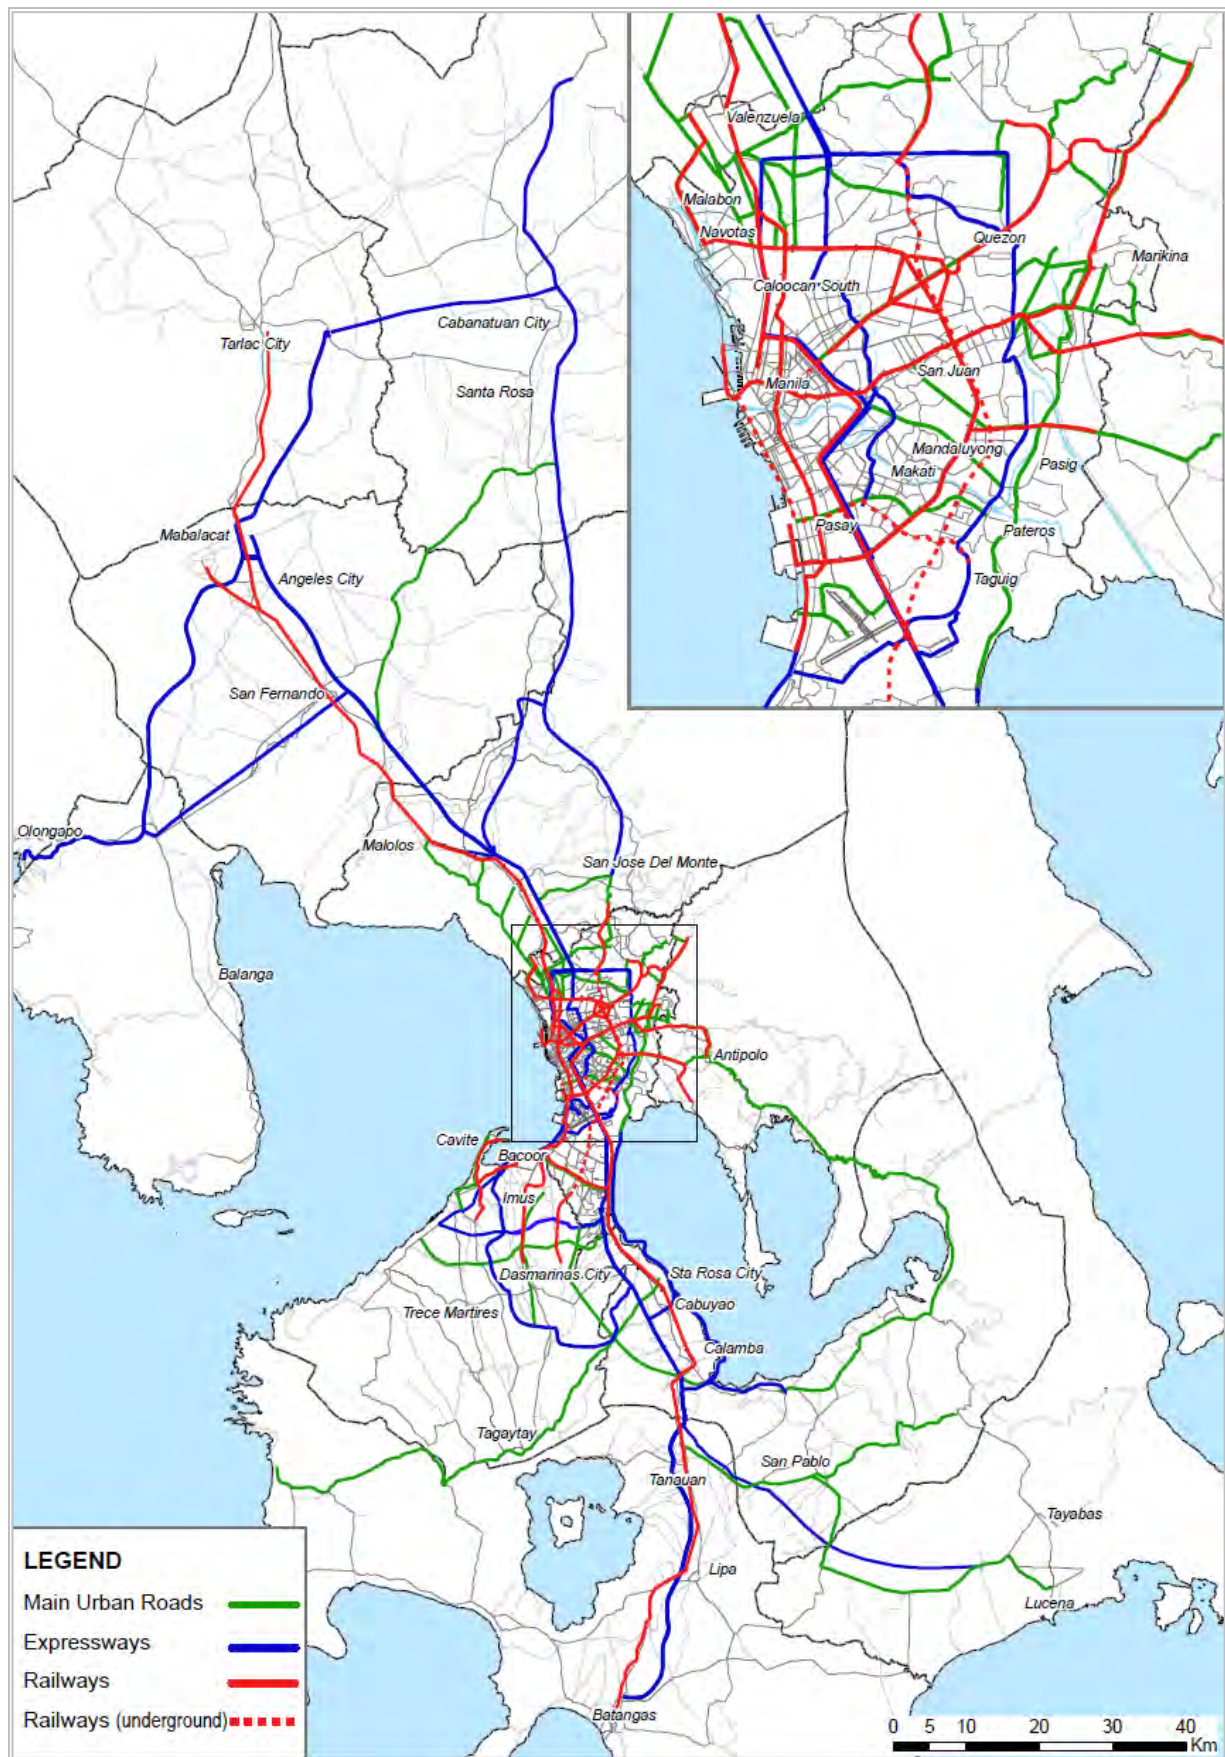 Valenzuela
Malabon
Navotas
Quezon
Marikina
Caloocan South
Cabanatuan City
Tarlac City
San Juan
Manila
Santa Rosa
Mandaluyong
Makati
Pasig
Pasay
Pateros
Mabalacat
Angeles City
Taguig
San Fernando
Olongapo
Malolos
San Jose Del Monte
Balanga
Antipolo
Cavite
Bacoor
Imus
Dasmarinas City
Sta Rosa City
Trece Martires
Cabuyao
Calamba
Tagaytay
San Pablo
Tanauan
Tayabas
Lipa
Lucena
Batangas
LEGEND
Main Urban Roads
Expressways
Railways
Railways (underground)
0 5 10 20 30 40
Km